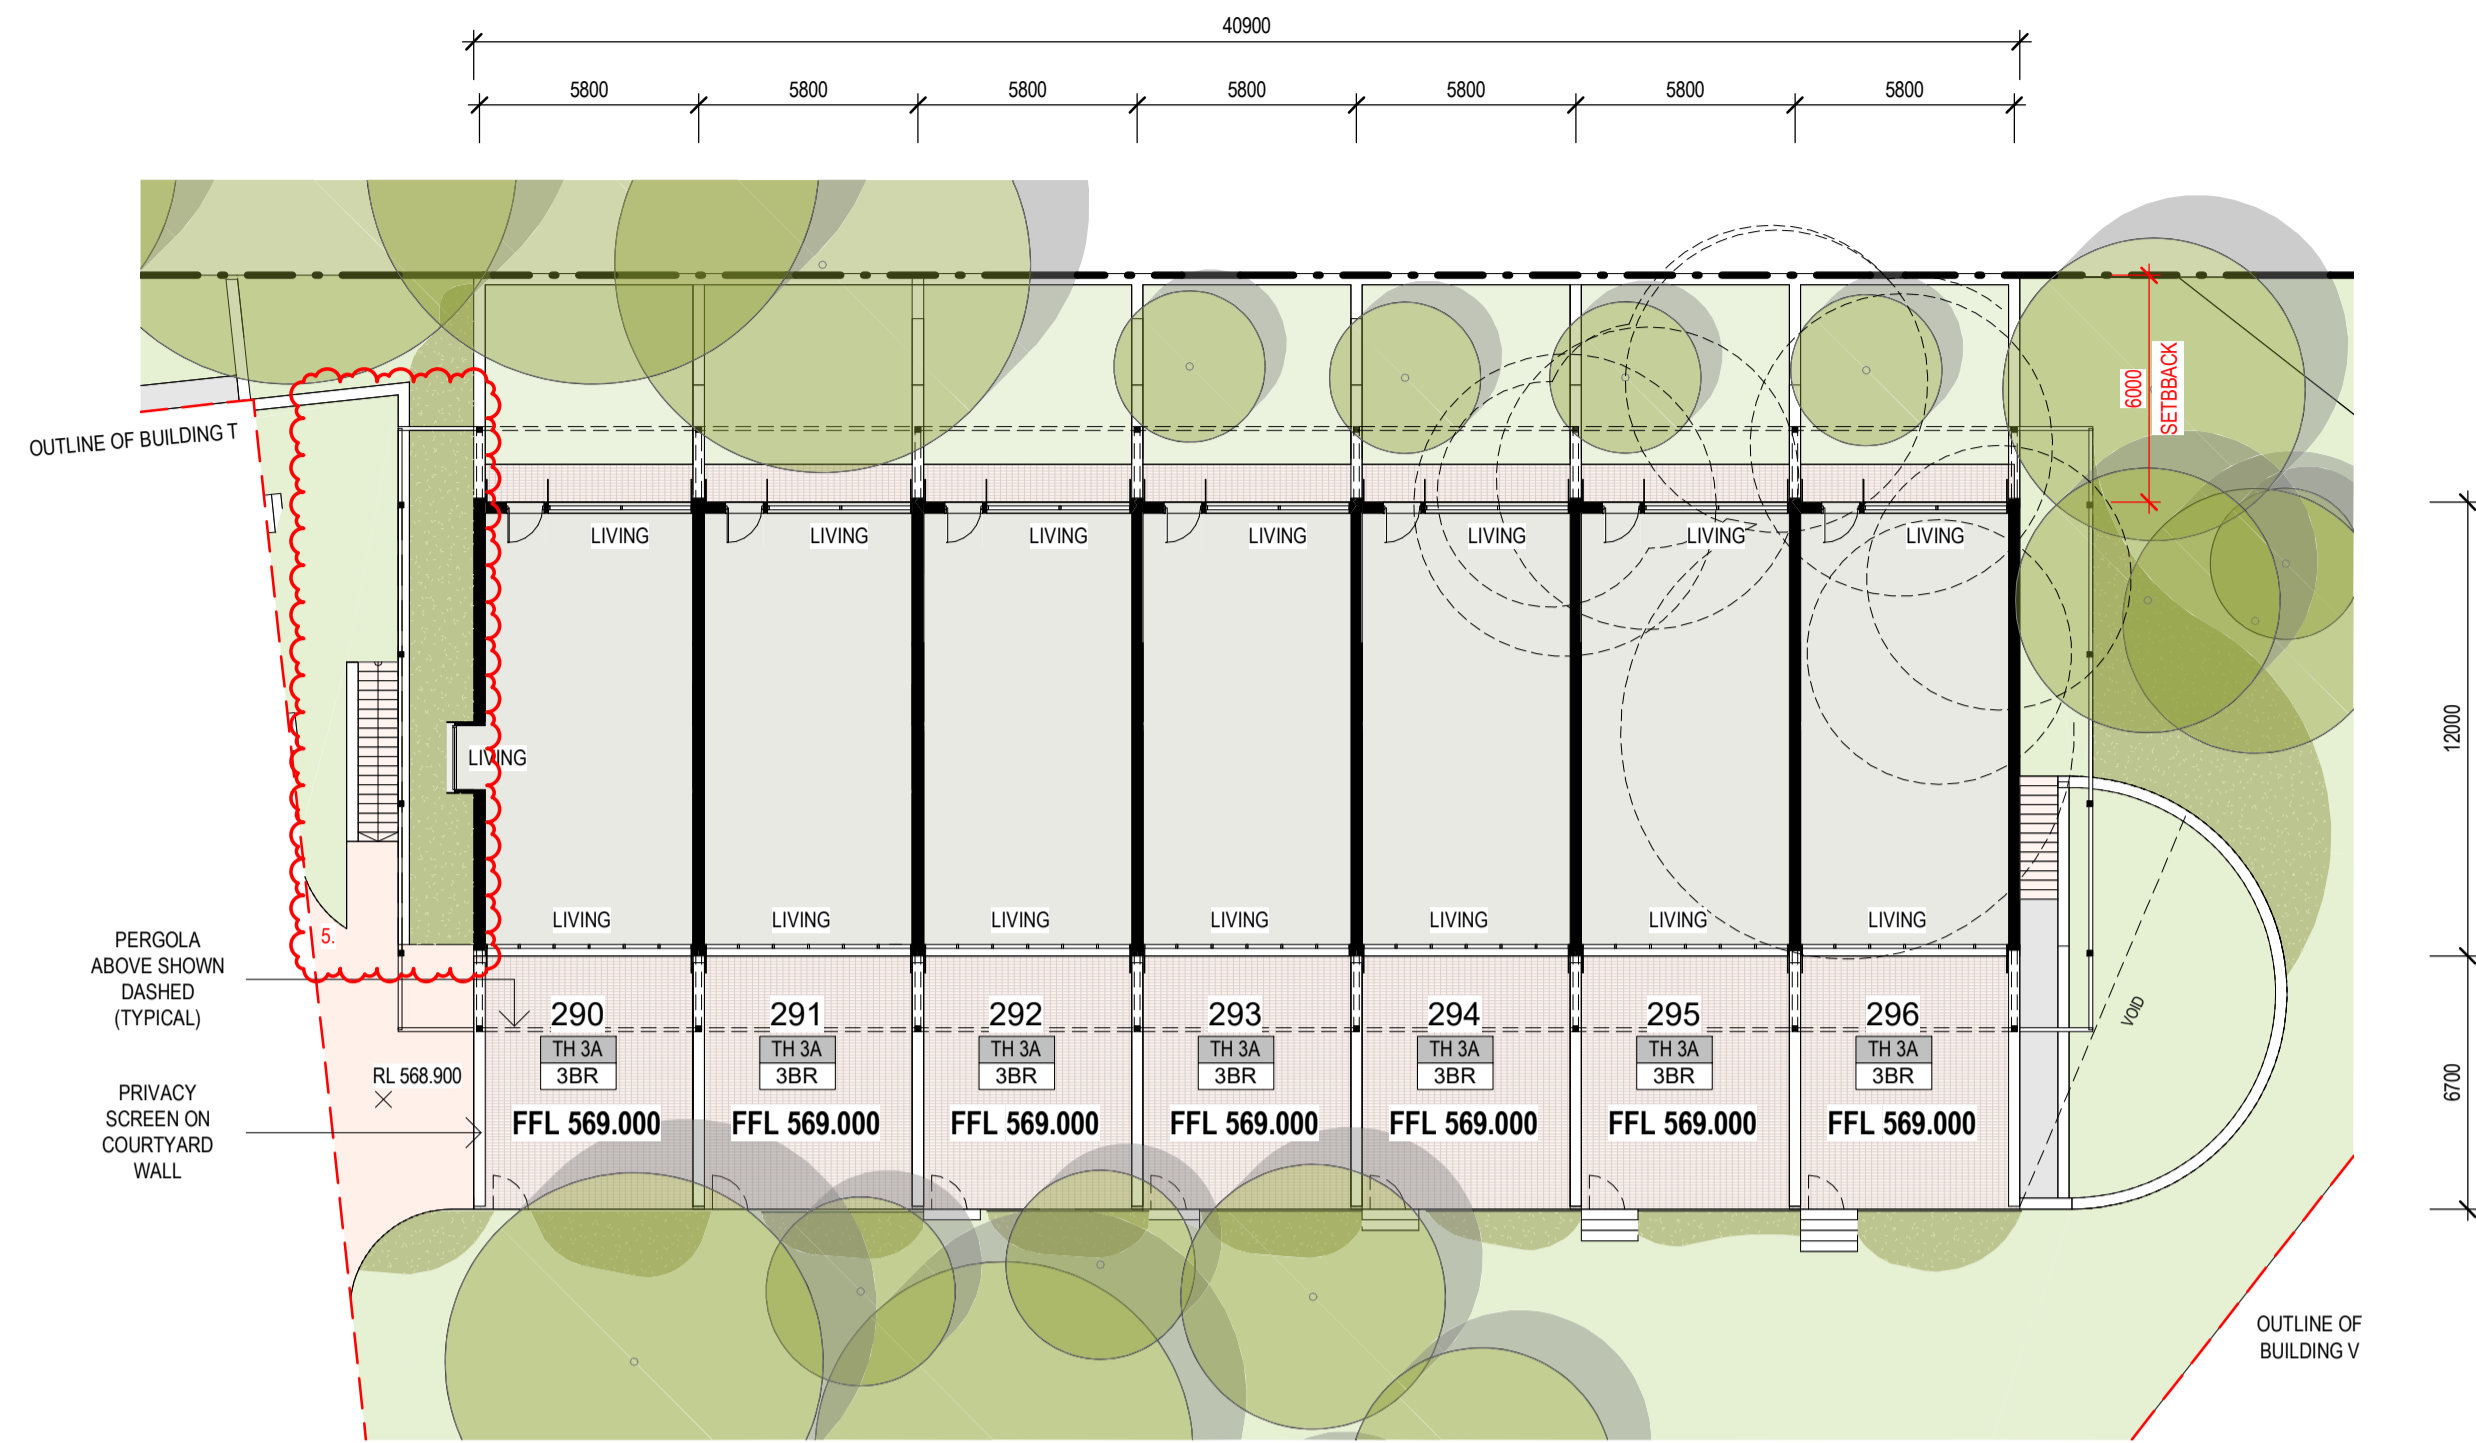 40900
5800 5800 5800 5800 5800 5800 5800
OUTLINE OF BUILDING T
6000
SETBACK
LIVING LIVING LIVING LIVING LIVING LIVING LIVING
12000
LIVING
LIVING LIVING LIVING LIVING LIVING LIVING LIVING
5.
PERGOLA
ABOVE SHOWN
DASHED
(TYPICAL)
290 291 292 293 294 295 296
VOID
TH 3A TH 3A TH 3A TH 3A TH 3A TH 3A TH 3A
3BR 3BR 3BR 3BR 3BR 3BR 3BR
RL 568.900
6700
PRIVACY
SCREEN ON
COURTYARD
WALL
FFL 569.000 FFL 569.000 FFL 569.000 FFL 569.000 FFL 569.000 FFL 569.000 FFL 569.000
OUTLINE OF
BUILDING V